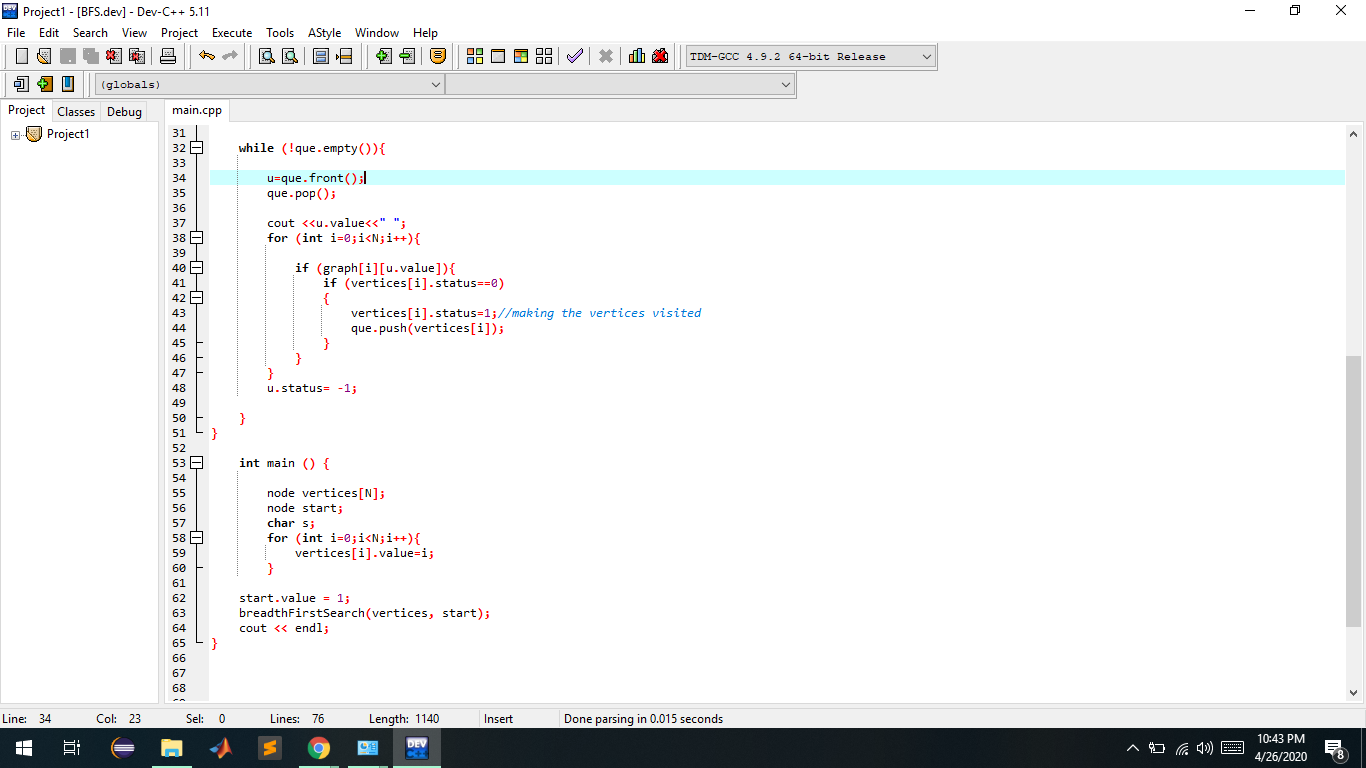 Project1 - [BFS.dev] - Dev-C++ 5.11
File Edit Search View Project Execute Tools AStyle Window Help
TDM-GCC 4.9.2 64-bit Release
(globals)
Project Classes Debug
main.cpp
Project1
31
32 while (!que.empty()){
33
34 u=que.front();
35 que.pop();
36
37 cout <<u.value<<" ";
38 for (int i=0;i<N;i++){
39
40 if (graph[i][u.value]){
41 if (vertices[i].status==0)
42 {
43 vertices[i].status=1;//making the vertices visited
44 que.push(vertices[i]);
45 }
46 }
47 }
48 u.status= -1;
49
50 }
51 }
52
53 int main () {
54
55 node vertices[N];
56 node start;
57 char s;
58 for (int i=0;i<N;i++){
59 vertices[i].value=i;
60 }
61
62 start.value = 1;
63 breadthFirstSearch(vertices, start);
64 cout << endl;
65 }
66
67
68
Line: 34 Col: 23 Sel: 0 Lines: 76 Length: 1140 Insert Done parsing in 0.015 seconds
DEV
10:43 PM
4/26/2020
8